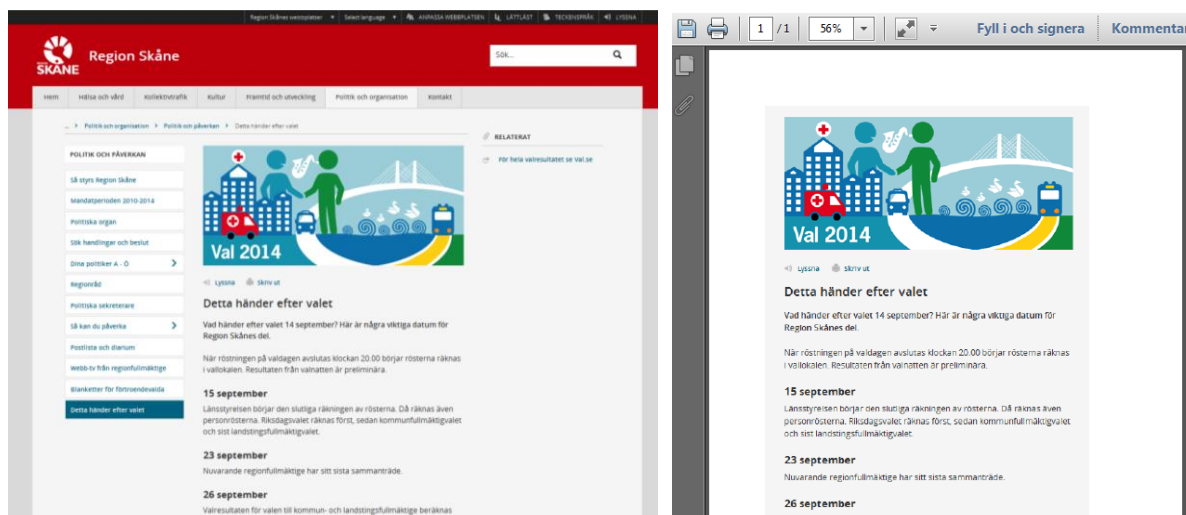 Region Skånes webbplatser Select language ANPASSA WEBBPLATSEN LÄTTLÄST TECKENSPRÅK LYSSNA
SKÅNE
Region Skåne
Sök...
Hem Hälsa och vård Kollektivtrafik Kultur Framtid och utveckling Politik och organisation Kontakt
... > Politik och organisation > Politik och påverkan > Detta händer efter valet
POLITIK OCH PÅVERKAN
Så styrs Region Skåne
Mandatperioden 2010-2014
Politiska organ
Sök handlingar och beslut
Dina politiker A - Ö
Regionråd
Politiska sekreterare
Så kan du påverka
Postlista och diarium
Webb-tv från regionfullmäktige
Blanketter för förtroendevalda
Detta händer efter valet
Val 2014
Lyssna Skriv ut
Detta händer efter valet
Vad händer efter valet 14 september? Här är några viktiga datum för
Region Skånes del.
När röstningen på valdagen avslutas klockan 20.00 börjar rösterna räknas
i vallokalen. Resultaten från valnatten är preliminära.
15 september
Länsstyrelsen börjar den slutliga räkningen av rösterna. Då räknas även
personrösterna. Riksdagsvalet räknas först, sedan kommunfullmäktigvalet
och sist landstingsfullmäktigvalet.
23 september
Nuvarande regionfullmäktige har sitt sista sammanträde.
26 september
Valresultaten för valen till kommun- och landstingsfullmäktige beräknas
RELATERAT
För hela valresultatet se Val.se
1 /1 56% Fyll i och signera Kommentar
Val 2014
Lyssna Skriv ut
Detta händer efter valet
Vad händer efter valet 14 september? Här är några viktiga datum för
Region Skånes del.
När röstningen på valdagen avslutas klockan 20.00 börjar rösterna räknas
i vallokalen. Resultaten från valnatten är preliminära.
15 september
Länsstyrelsen börjar den slutliga räkningen av rösterna. Då räknas även
personrösterna. Riksdagsvalet räknas först, sedan kommunfullmäktigvalet
och sist landstingsfullmäktigvalet.
23 september
Nuvarande regionfullmäktige har sitt sista sammanträde.
26 september